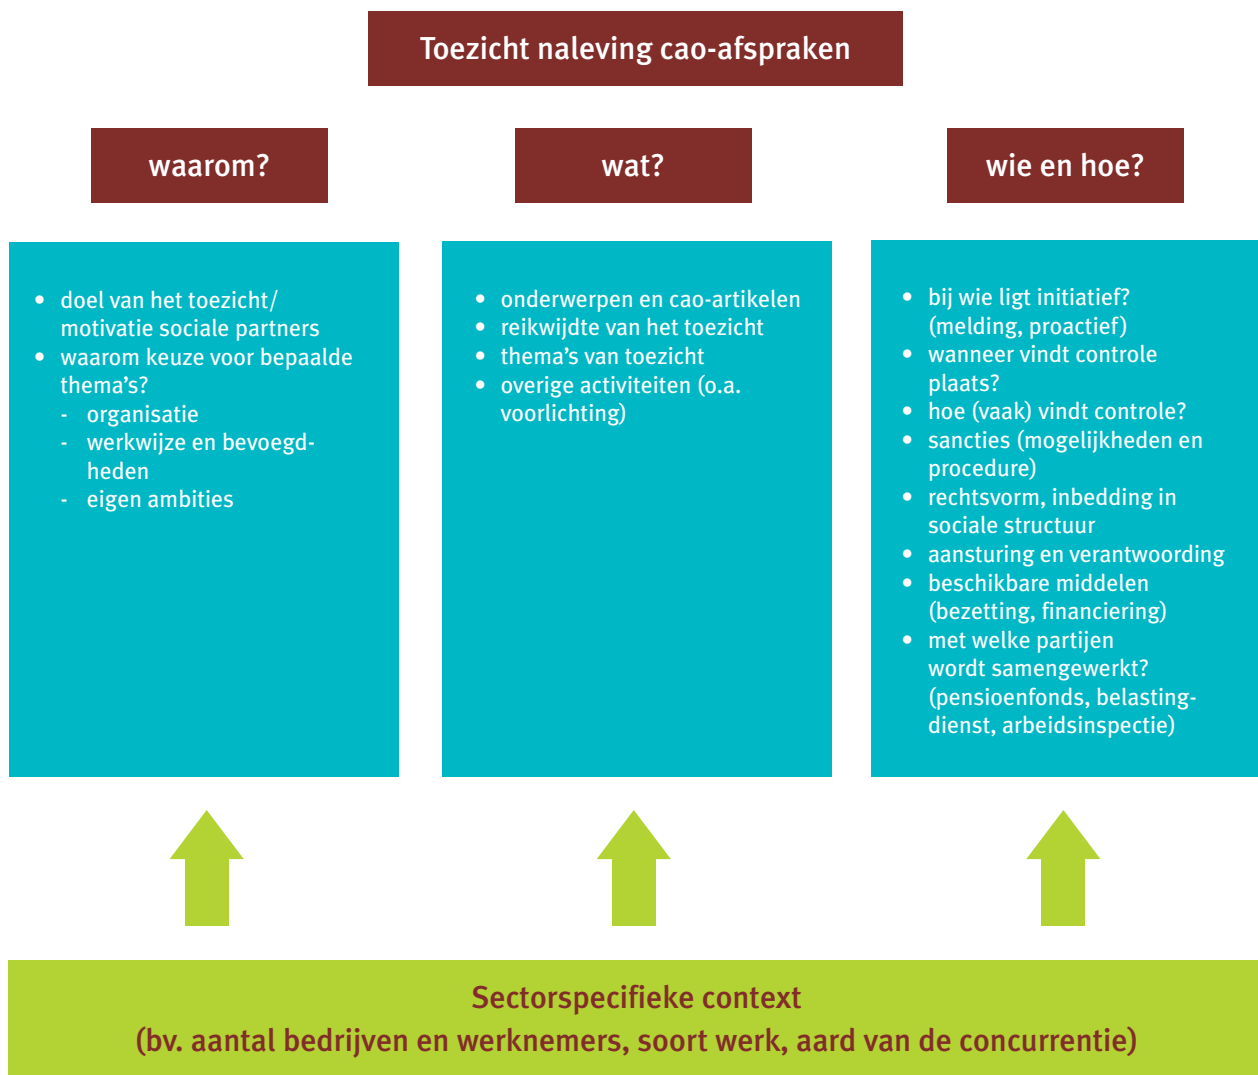 Toezicht naleving cao-afspraken
waarom?
• doel van het toezicht/
motivatie sociale partners
• waarom keuze voor bepaalde
thema’s?
- organisatie
- werkwijze en bevoegd-
heden
- eigen ambities
wat?
• onderwerpen en cao-artikelen
• reikwijdte van het toezicht
• thema’s van toezicht
• overige activiteiten (o.a.
voorlichting)
wie en hoe?
• bij wie ligt initiatief?
(melding, proactief)
• wanneer vindt controle
plaats?
• hoe (vaak) vindt controle?
• sancties (mogelijkheden en
procedure)
• rechtsvorm, inbedding in
sociale structuur
• aansturing en verantwoording
• beschikbare middelen
(bezetting, financiering)
• met welke partijen
wordt samengewerkt?
(pensioenfonds, belasting-
dienst, arbeidsinspectie)
Sectorspecifieke context
(bv. aantal bedrijven en werknemers, soort werk, aard van de concurrentie)